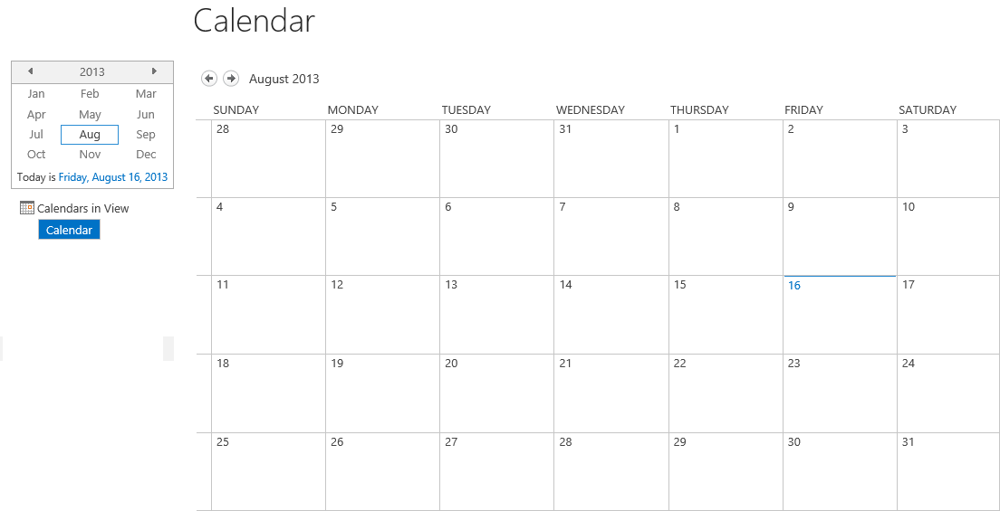 Calendar
2013
Jan Feb Mar
Apr May Jun
Jul Aug Sep
Oct Nov Dec
Today is Friday, August 16, 2013
Calendars in View
Calendar
August 2013
SUNDAY MONDAY TUESDAY WEDNESDAY THURSDAY FRIDAY SATURDAY
28 29 30 31 1 2 3
4 5 6 7 8 9 10
11 12 13 14 15 16 17
18 19 20 21 22 23 24
25 26 27 28 29 30 31